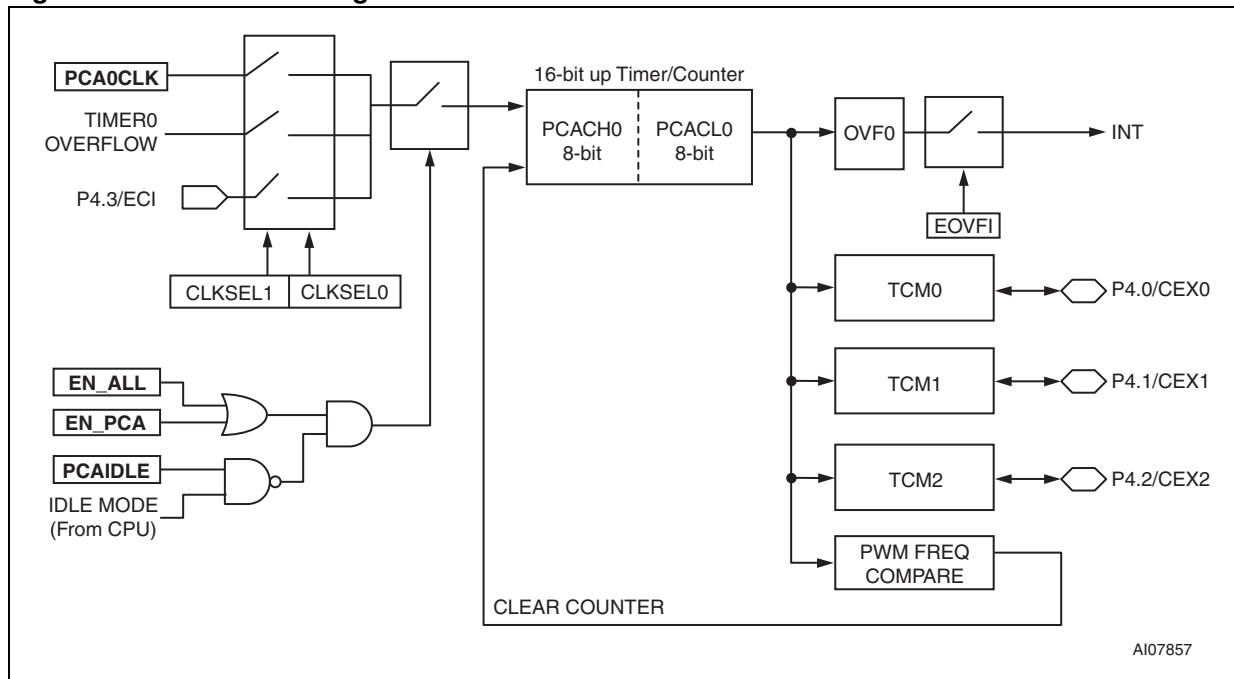 PCA0CLK
TIMER0
OVERFLOW
P4.3/ECI
CLKSEL1
CLKSEL0
EN_ALL
EN_PCA
PCAIDLE
IDLE MODE
(From CPU)
16-bit up Timer/Counter
PCACH0
8-bit
PCACL0
8-bit
OVF0
INT
EOVFI
TCM0
P4.0/CEX0
TCM1
P4.1/CEX1
TCM2
P4.2/CEX2
PWM FREQ
COMPARE
CLEAR COUNTER
AI07857